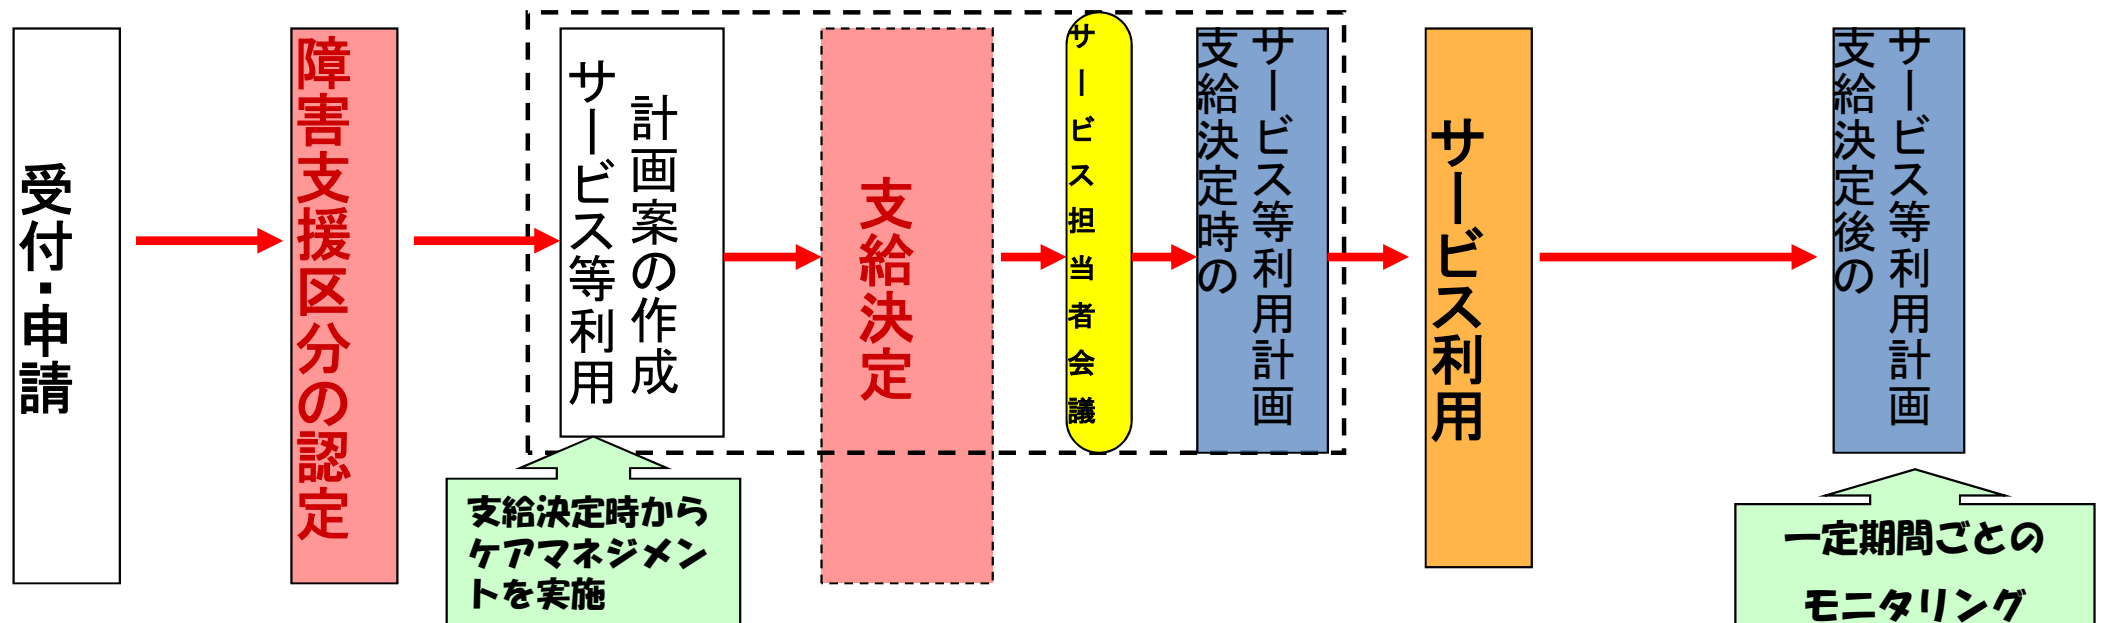 受付・申請
障害支援区分の認定
サービス等利用
計画案の作成
支給決定
サービス担当者会議
支給決定時の
サービス等利用計画
サービス利用
支給決定後の
サービス等利用計画
支給決定時から
ケアマネジメン
トを実施
一定期間ごとの
モニタリング